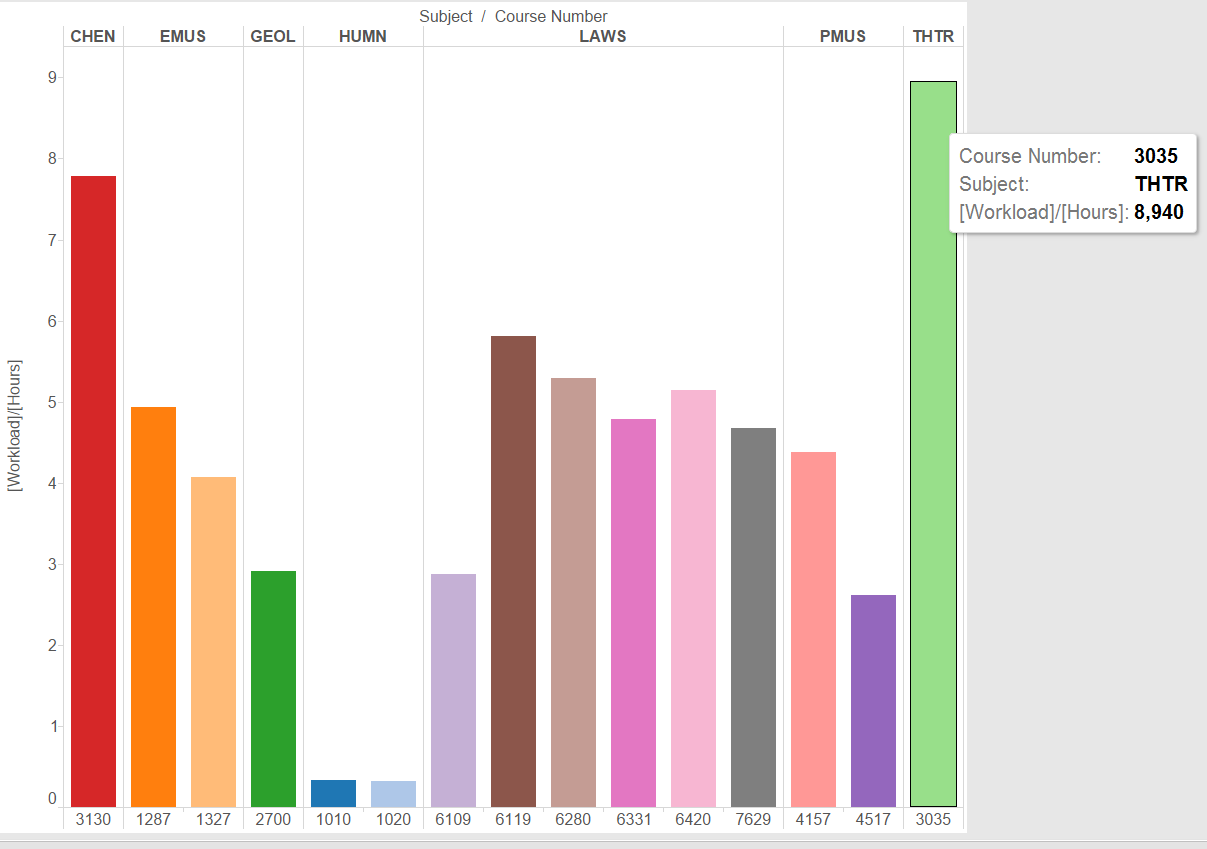 Subject / Course Number
CHEN EMUS GEOL HUMN LAWS PMUS THTR
9
8
7
6
5
4
3
2
1
0
[Workload]/[Hours]
3130 1287 1327 2700 1010 1020 6109 6119 6280 6331 6420 7629 4157 4517 3035
Course Number: 3035
Subject: THTR
[Workload]/[Hours]: 8,940